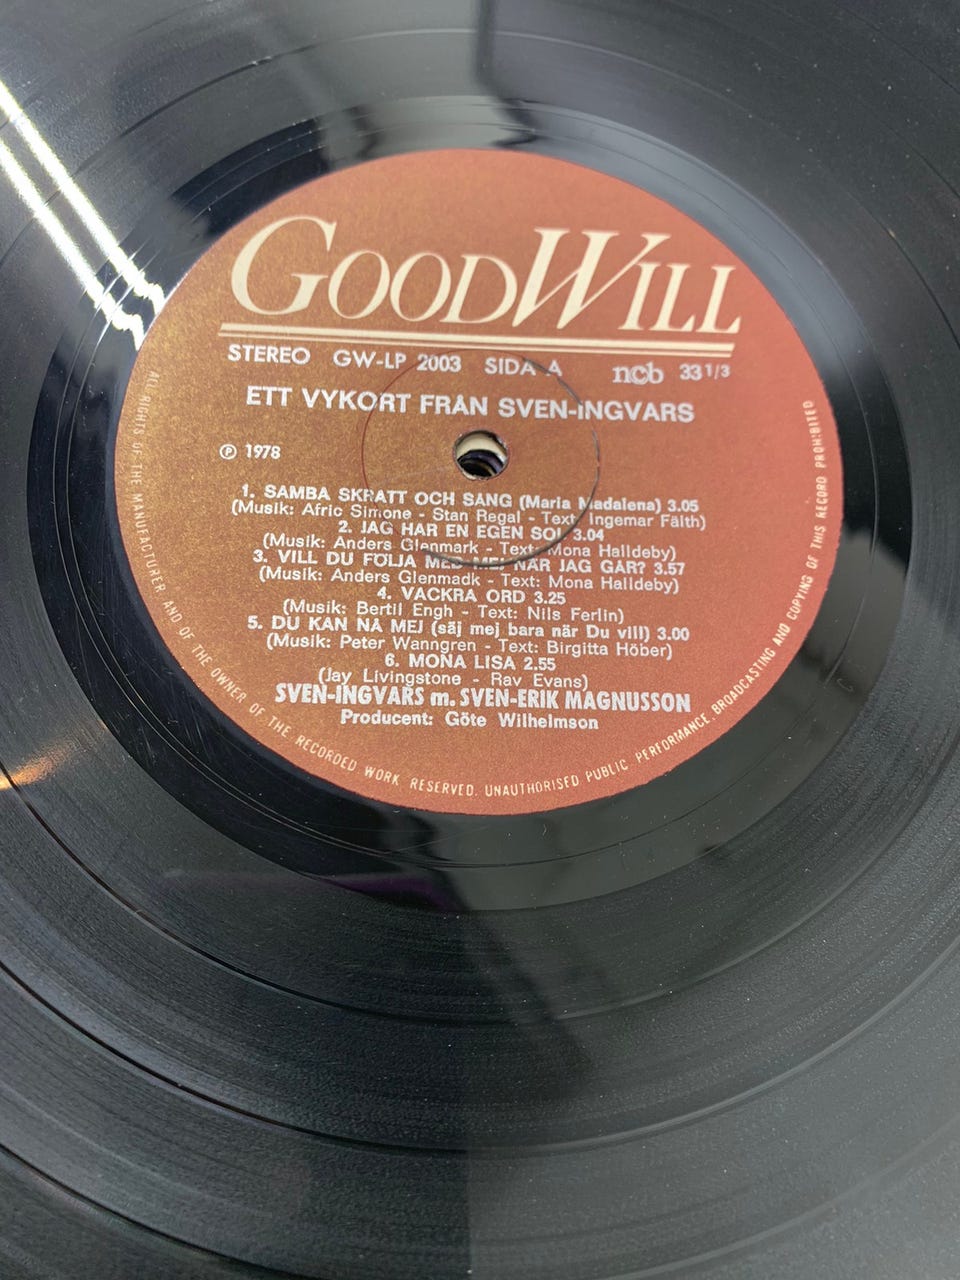 GOODWILL
STEREO GW-LP 2003 SIDA A ncb 33 1/3
ETT VYKORT FRÅN SVEN-INGVARS
Ⓟ 1978
1. SAMBA SKRATT OCH SANG (Maria Madalena) 3.05
(Musik: Afric Simone - Stan Regal - Text: Ingemar Fälth)
2. JAG HAR EN EGEN SOL 3.04
(Musik: Anders Glenmark - Text: Mona Halldeby)
3. VILL DU FÖLJA MED MEJ NÄR JAG GÅR? 3.57
(Musik: Anders Glenmadk - Text: Mona Halldeby)
4. VACKRA ORD 3.25
(Musik: Bertil Engh - Text: Nils Ferlin)
5. DU KAN NÅ MEJ (säj mej bara när Du vill) 3.00
(Musik: Peter Wanngren - Text: Birgitta Höber)
6. MONA LISA 2.55
(Jay Livingstone - Ray Evans)
SVEN-INGVARS m. SVEN-ERIK MAGNUSSON
Producent: Göte Wilhelmson
ALL RIGHTS OF THE MANUFACTURER AND OF THE OWNER OF THE RECORDED WORK RESERVED. UNAUTHORISED PUBLIC PERFORMANCE, BROADCASTING AND COPYING OF THIS RECORD PROHIBITED